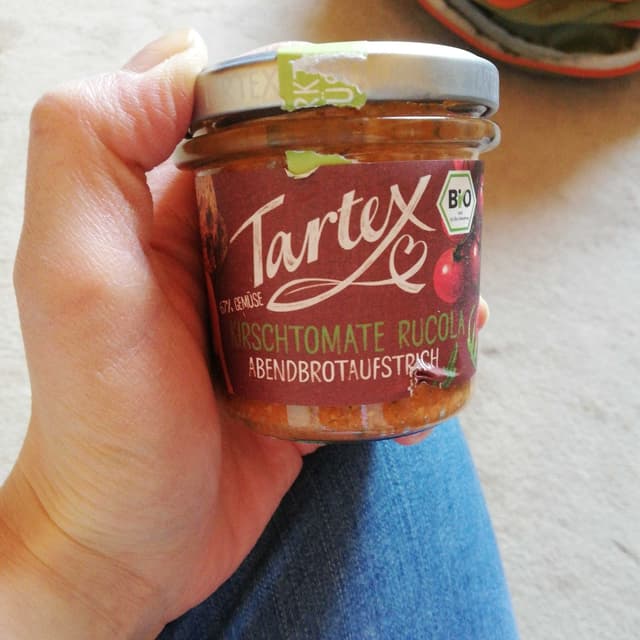 Tartex
BiO
67% GEMÜSE
KIRSCHTOMATE RUCOLA
ABENDBROTAUFSTRICH